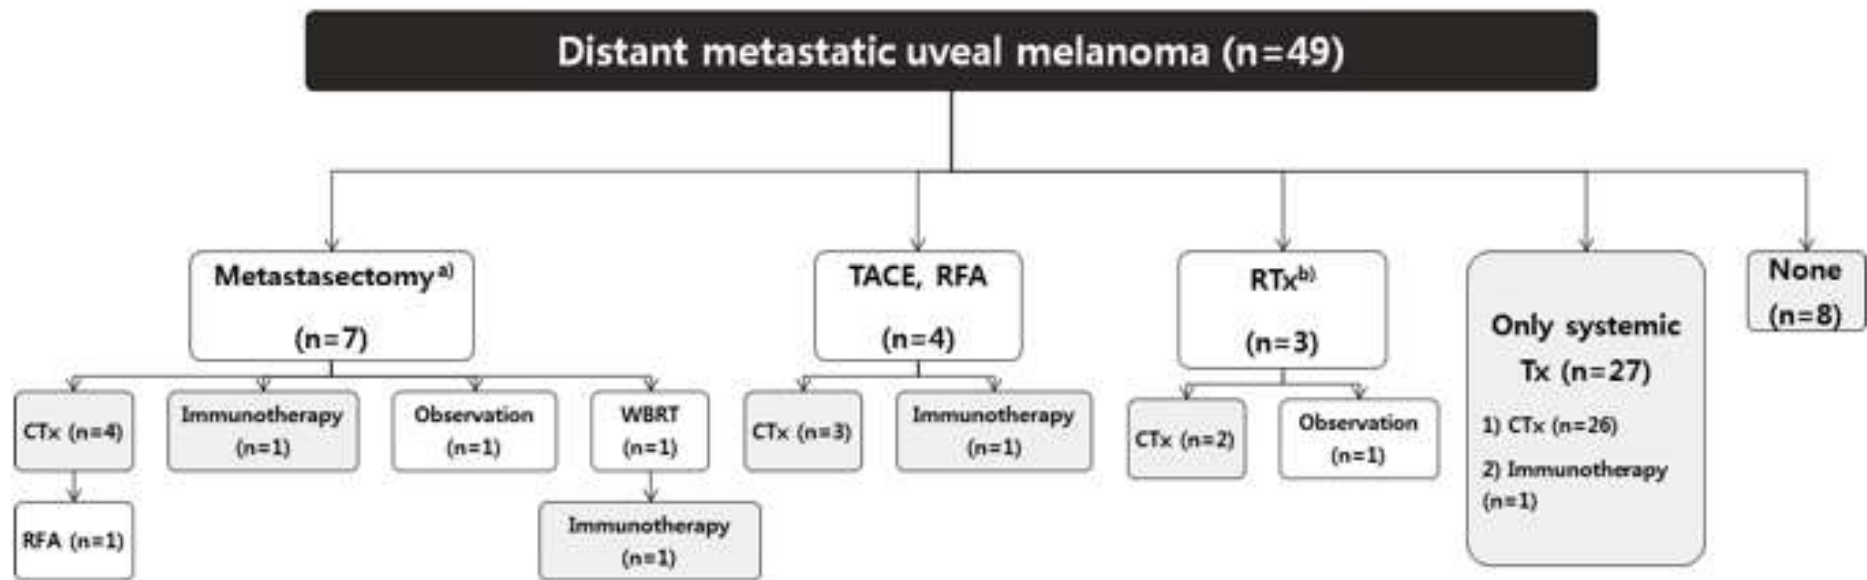 Distant metastatic uveal melanoma (n=49)
Metastasectomy a)
(n=7)
TACE, RFA
(n=4)
RTx b)
(n=3)
Only systemic
Tx (n=27)
1) CTx (n=26)
2) Immunotherapy
(n=1)
None
(n=8)
CTx (n=4)
Immunotherapy
(n=1)
Observation
(n=1)
WBRT
(n=1)
CTx (n=3)
Immunotherapy
(n=1)
CTx (n=2)
Observation
(n=1)
RFA (n=1)
Immunotherapy
(n=1)